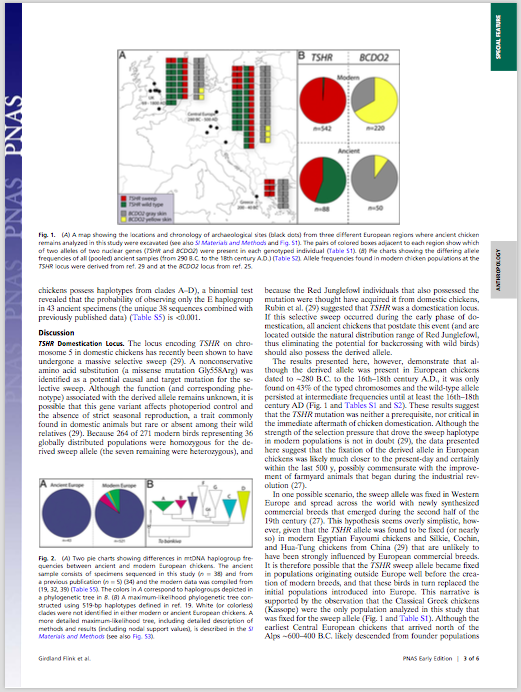 SPECIAL FEATURE
PNAS PNAS PNAS
ANTHROPOLOGY
A
Central Europe
TSHR sweep
TSHR wild type
BCDO2 gray skin
BCDO2 yellow skin
B TSHR BCDO2
Modern
n=542 n=220
Ancient
n=88 n=50
Fig. 1. (A) A map showing the locations and chronology of archaeological sites (black dots) from three different European regions where ancient chicken
remains analyzed in this study were excavated (see also SI Materials and Methods and Fig. S1). The pairs of colored boxes adjacent to each region show which
of two alleles of two nuclear genes (TSHR and BCDO2) were present in each genotyped individual (Table S1). (B) Pie charts showing the differing allele
frequencies of all (pooled) ancient samples (from 290 B.C. to the 18th century A.D.) (Table S2). Allele frequencies found in modern chicken populations at the
TSHR locus were derived from ref. 29 and at the BCDO2 locus from ref. 25.
chickens possess haplotypes from clades A–D), a binomial test
revealed that the probability of observing only the E haplogroup
in 43 ancient specimens (the unique 38 sequences combined with
previously published data) (Table S5) is <0.001.
Discussion
TSHR Domestication Locus. The locus encoding TSHR on chro-
mosome 5 in domestic chickens has recently been shown to have
undergone a massive selective sweep (29). A nonconservative
amino acid substitution (a missense mutation Gly558Arg) was
identified as a potential causal and target mutation for the se-
lective sweep. Although the function (and corresponding phe-
notype) associated with the derived allele remains unknown, it is
possible that this gene variant affects photoperiod control and
the absence of strict seasonal reproduction, a trait commonly
found in domestic animals but rare or absent among their wild
relatives (29). Because 264 of 271 modern birds representing 36
globally distributed populations were homozygous for the de-
rived sweep allele (the seven remaining were heterozygous), and
A Ancient Europe Modern Europe B
Fig. 2. (A) Two pie charts showing differences in mtDNA haplogroup fre-
quencies between ancient and modern European chickens. The ancient
sample consists of specimens sequenced in this study (n = 38) and from
a previous publication (n = 5) (34) and the modern data was compiled from
(19, 32, 39) (Table S5). The colors in A correspond to haplogroups depicted in
a phylogenetic tree in B. (B) A maximum-likelihood phylogenetic tree con-
structed using 519-bp haplotypes defined in ref. 19. White (or colorless)
clades were not identified in either modern or ancient European chickens. A
more detailed maximum-likelihood tree, including detailed description of
methods and results (including nodal support values), is described in the SI
Materials and Methods (see also Fig. S3).
because the Red Junglefowl individuals that also possessed the
mutation were thought have acquired it from domestic chickens,
Rubin et al. (29) suggested that TSHR was a domestication locus.
If this selective sweep occurred during the early phase of do-
mestication, all ancient chickens that postdate this event (and are
located outside the natural distribution range of Red Junglefowl,
thus eliminating the potential for backcrossing with wild birds)
should also possess the derived allele.
The results presented here, however, demonstrate that al-
though the derived allele was present in European chickens
dated to ~280 B.C. to the 16th–18th century A.D., it was only
found on 43% of the typed chromosomes and the wild-type allele
persisted at intermediate frequencies until at least the 16th–18th
century AD (Fig. 1 and Tables S1 and S2). These results suggest
that the TSHR mutation was neither a prerequisite, nor critical in
the immediate aftermath of chicken domestication. Although the
strength of the selection pressure that drove the sweep haplotype
in modern populations is not in doubt (29), the data presented
here suggest that the fixation of the derived allele in European
chickens was likely much closer to the present-day and certainly
within the last 500 y, possibly commensurate with the improve-
ment of farmyard animals that began during the industrial rev-
olution (27).
In one possible scenario, the sweep allele was fixed in Western
Europe and spread across the world with newly synthesized
commercial breeds that emerged during the second half of the
19th century (27). This hypothesis seems overly simplistic, how-
ever, given that the TSHR allele was found to be fixed (or nearly
so) in modern Egyptian Fayoumi chickens and Silkie, Cochin,
and Hua-Tung chickens from China (29) that are unlikely to
have been strongly influenced by European commercial breeds.
It is therefore possible that the TSHR sweep allele became fixed
in populations originating outside Europe well before the crea-
tion of modern breeds, and that these birds in turn replaced the
initial populations introduced into Europe. This narrative is
supported by the observation that the Classical Greek chickens
(Kassope) were the only population analyzed in this study that
was fixed for the sweep allele (Fig. 1 and Table S1). Although the
earliest Central European chickens that arrived north of the
Alps ~600–400 B.C. likely descended from founder populations
Girdland Flink et al.
PNAS Early Edition | 3 of 6